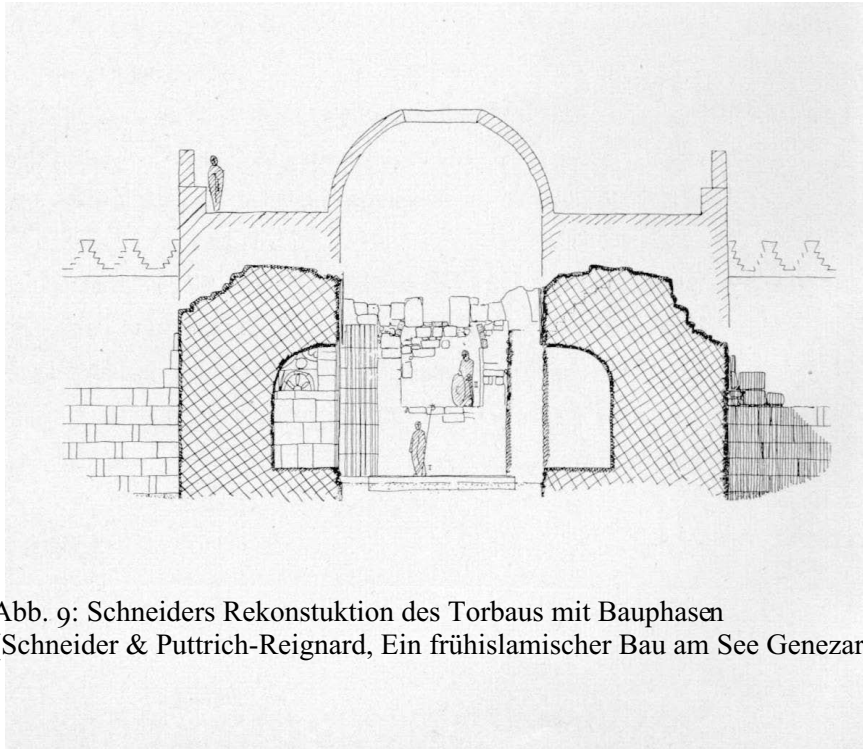 Abb. 9: Schneiders Rekonstuktion des Torbaus mit Bauphasen
(Schneider & Puttrich-Reignard, Ein frühislamischer Bau am See Genezar